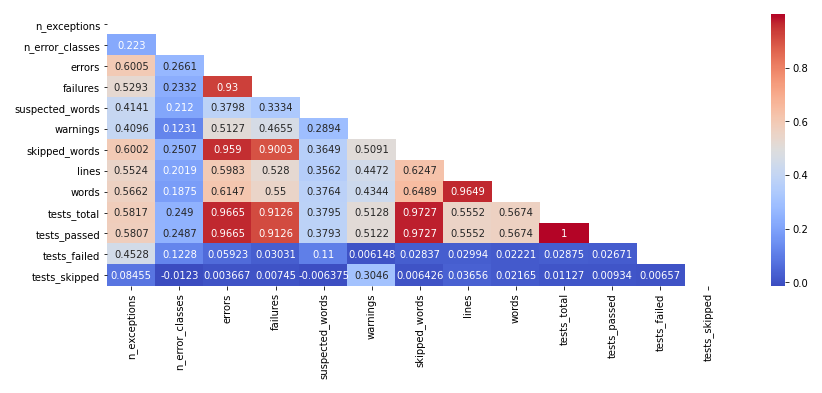 n_exceptions
n_error_classes 0.223
errors 0.6005 0.2661
failures 0.5293 0.2332 0.93
suspected_words 0.4141 0.212 0.3798 0.3334
warnings 0.4096 0.1231 0.5127 0.4655 0.2894
skipped_words 0.6002 0.2507 0.959 0.9003 0.3649 0.5091
lines 0.5524 0.2019 0.5983 0.528 0.3562 0.4472 0.6247
words 0.5662 0.1875 0.6147 0.55 0.3764 0.4344 0.6489 0.9649
tests_total 0.5817 0.249 0.9665 0.9126 0.3795 0.5128 0.9727 0.5552 0.5674
tests_passed 0.5807 0.2487 0.9665 0.9126 0.3793 0.5122 0.9727 0.5552 0.5674 1
tests_failed 0.4528 0.1228 0.05923 0.03031 0.11 0.006148 0.02837 0.02994 0.02221 0.02875 0.02671
tests_skipped 0.08455 -0.0123 0.003667 0.00745 -0.006375 0.3046 0.006426 0.03656 0.02165 0.01127 0.00934 0.00657
n_exceptions
n_error_classes
errors
failures
suspected_words
warnings
skipped_words
lines
words
tests_total
tests_passed
tests_failed
tests_skipped
0.8
0.6
0.4
0.2
0.0